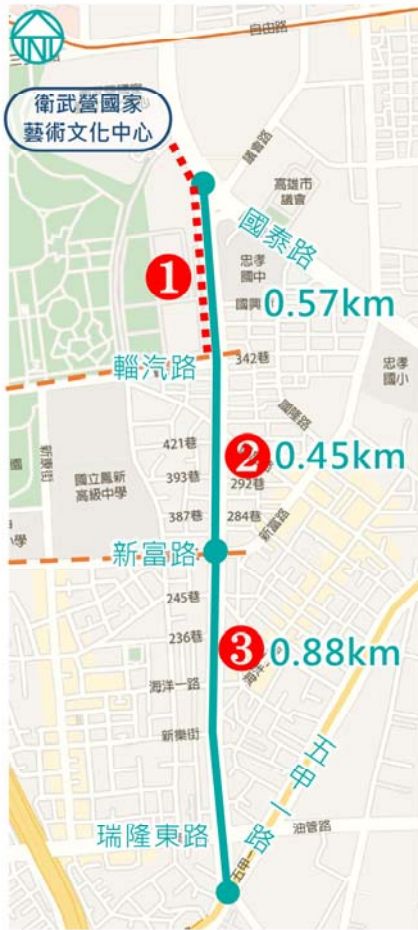 自由路
衛武營國家
藝術文化中心
議會路
高雄市
議會
國泰路
忠孝
國中
1
國興
0.57km
342巷
輜汽路
忠孝
國小
鳳隆路
421巷
2
0.45km
新康街
國立鳳新
高級中學
393巷
292巷
387巷
284巷
新富路
新富路
245巷
236巷
3
0.88km
海洋一路
新樂街
五甲一路
瑞隆東路
油管路
五甲一